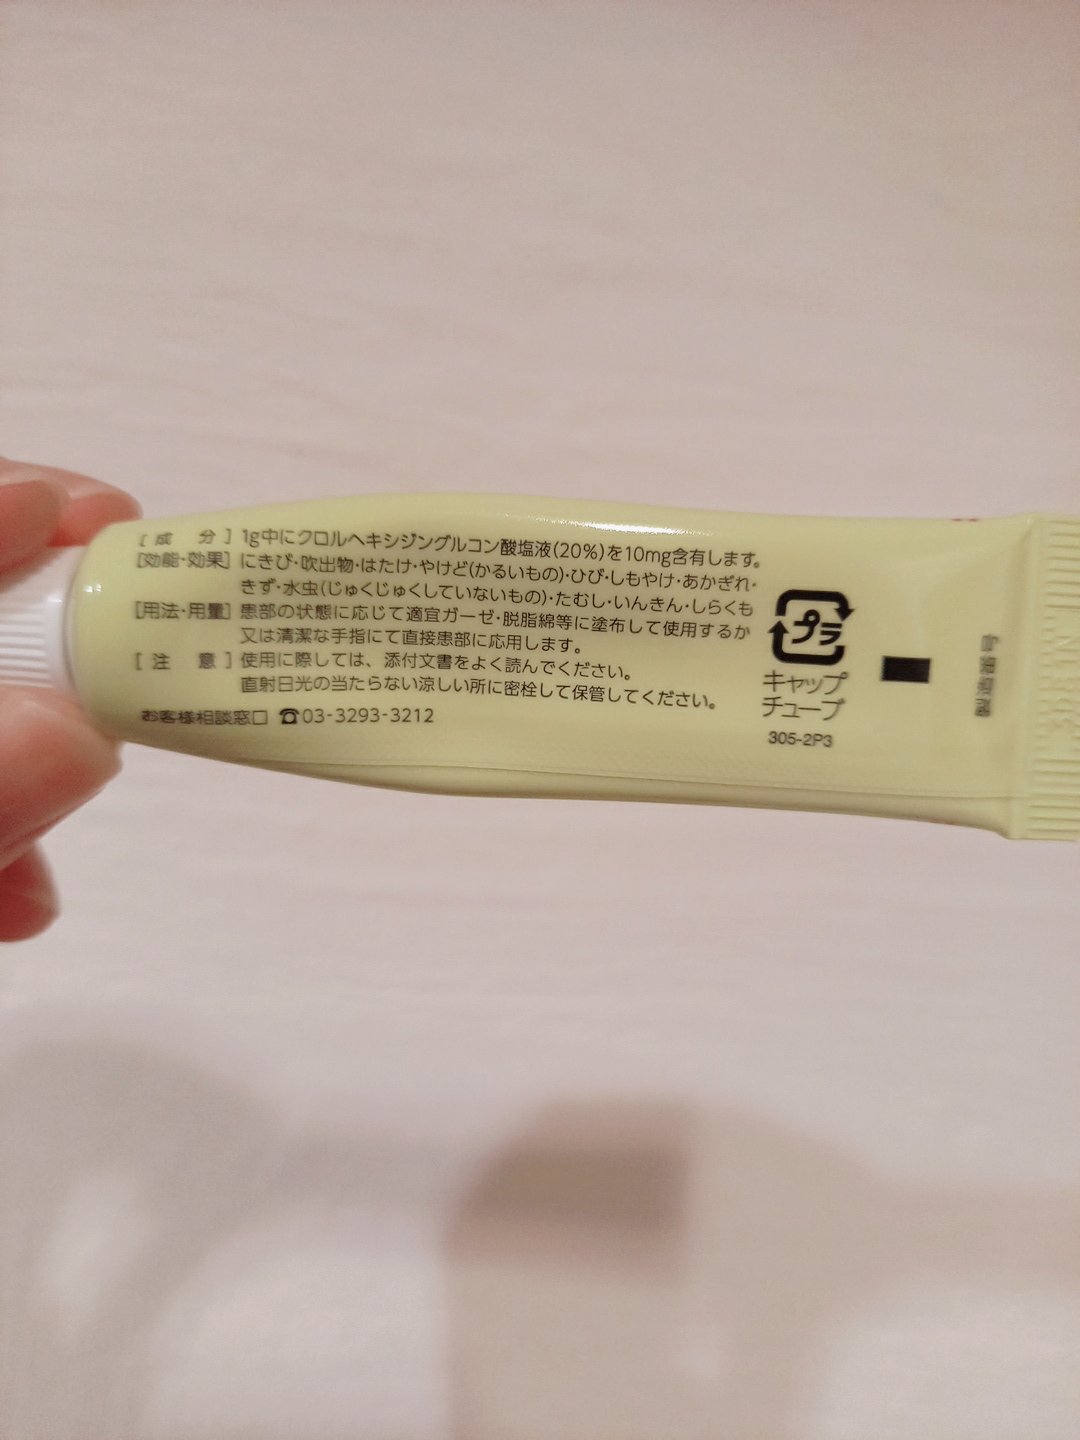 [成 分] 1g中にクロルヘキシジングルコン酸塩液(20%)を10mg含有します。
[効能・効果] にきび・吹出物・はたけ・やけど(かるいもの)・ひび・しもやけ・あかぎれ・
きず・水虫(じゅくじゅくしていないもの)・たむし・いんきん・しらくも
[用法・用量] 患部の状態に応じて適宜ガーゼ・脱脂綿等に塗布して使用するか
又は清潔な手指にて直接患部に応用します。
[注 意] 使用に際しては、添付文書をよく読んでください。
直射日光の当たらない涼しい所に密栓して保管してください。
お客様相談窓口 ☎03-3293-3212
プラ
キャップ
チューブ
305-2P3